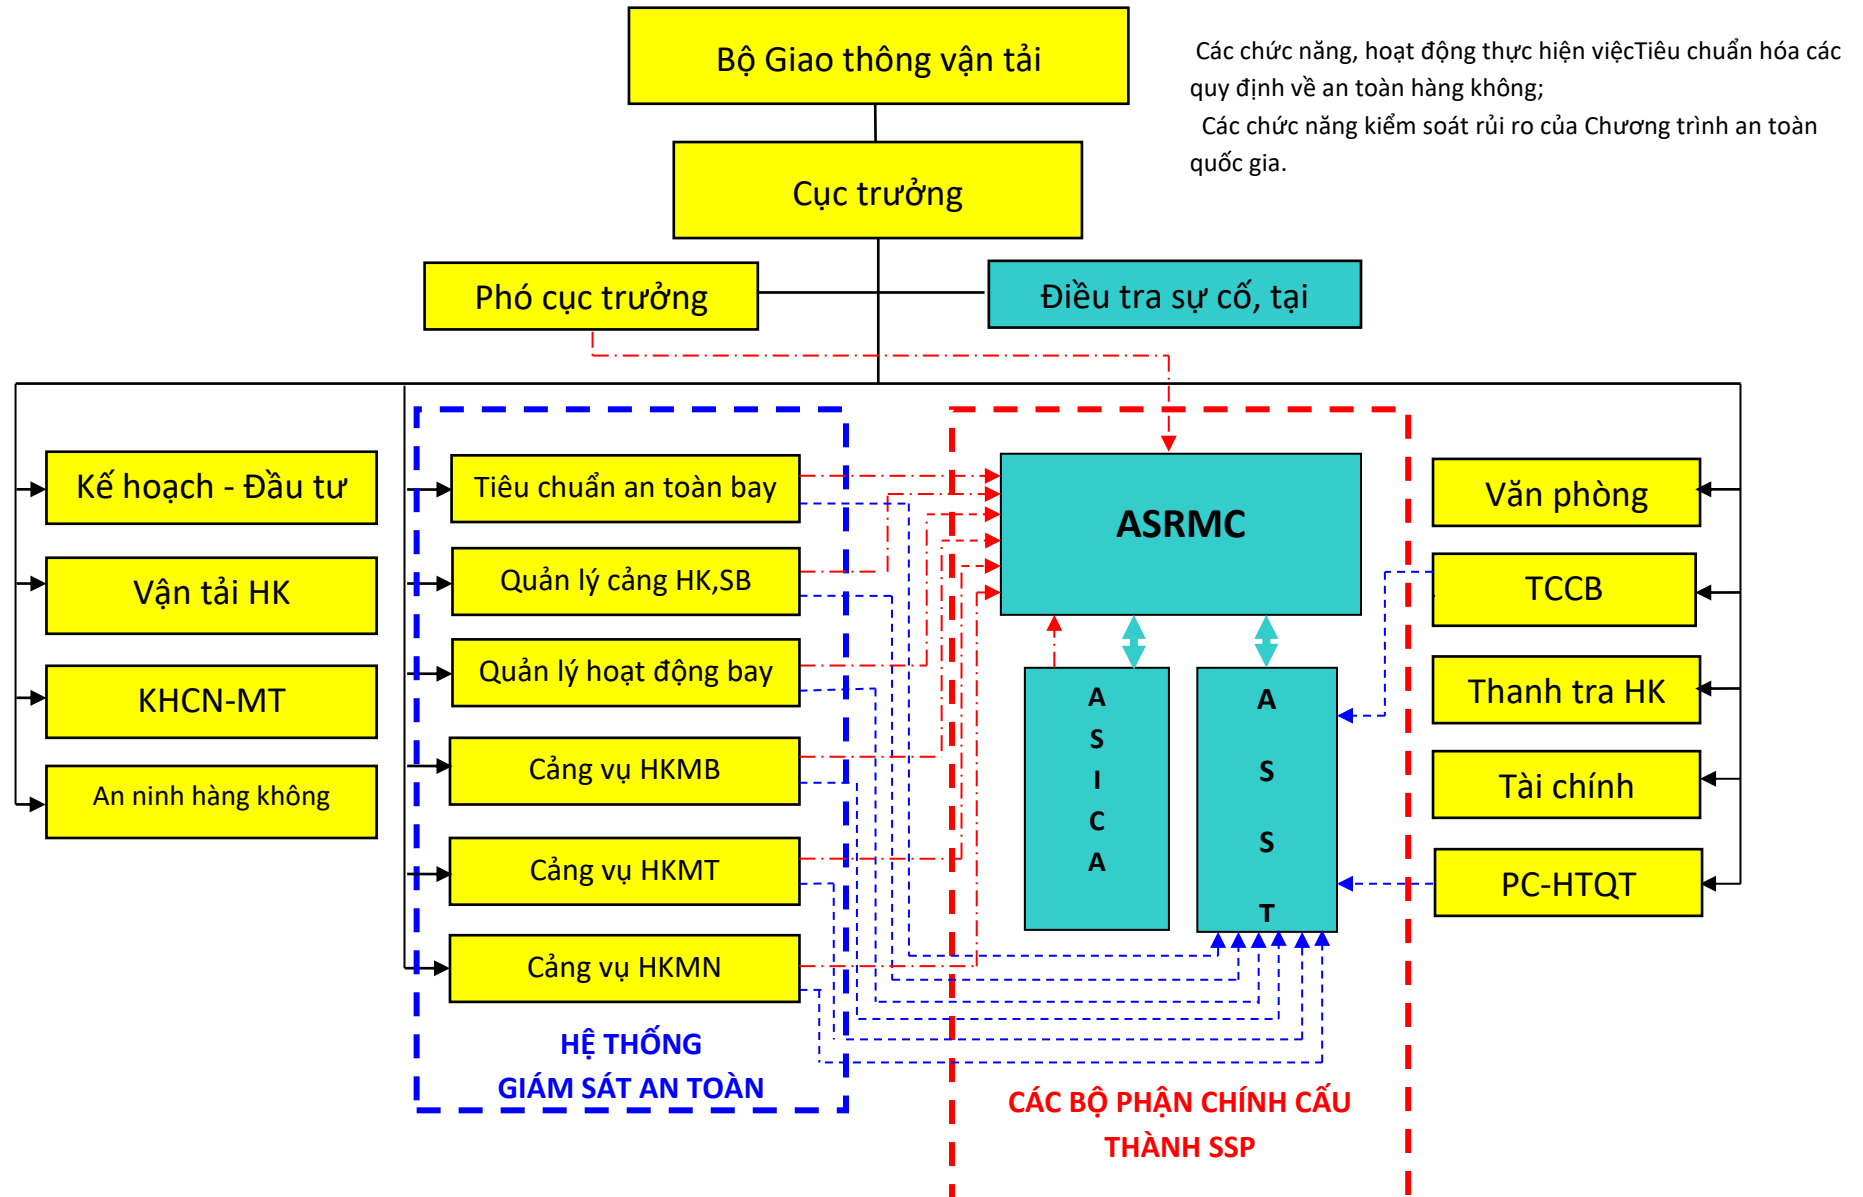 Bộ Giao thông vận tải
Các chức năng, hoạt động thực hiện việcTiêu chuẩn hóa các
quy định về an toàn hàng không;
Các chức năng kiểm soát rủi ro của Chương trình an toàn
quốc gia.
Cục trưởng
Phó cục trưởng
Điều tra sự cố, tại
Kế hoạch - Đầu tư
Vận tải HK
KHCN-MT
An ninh hàng không
Tiêu chuẩn an toàn bay
Quản lý cảng HK,SB
Quản lý hoạt động bay
Cảng vụ HKMB
Cảng vụ HKMT
Cảng vụ HKMN
HỆ THỐNG
GIÁM SÁT AN TOÀN
ASRMC
A
S
I
C
A
A
S
S
T
CÁC BỘ PHẬN CHÍNH CẤU
THÀNH SSP
Văn phòng
TCCB
Thanh tra HK
Tài chính
PC-HTQT